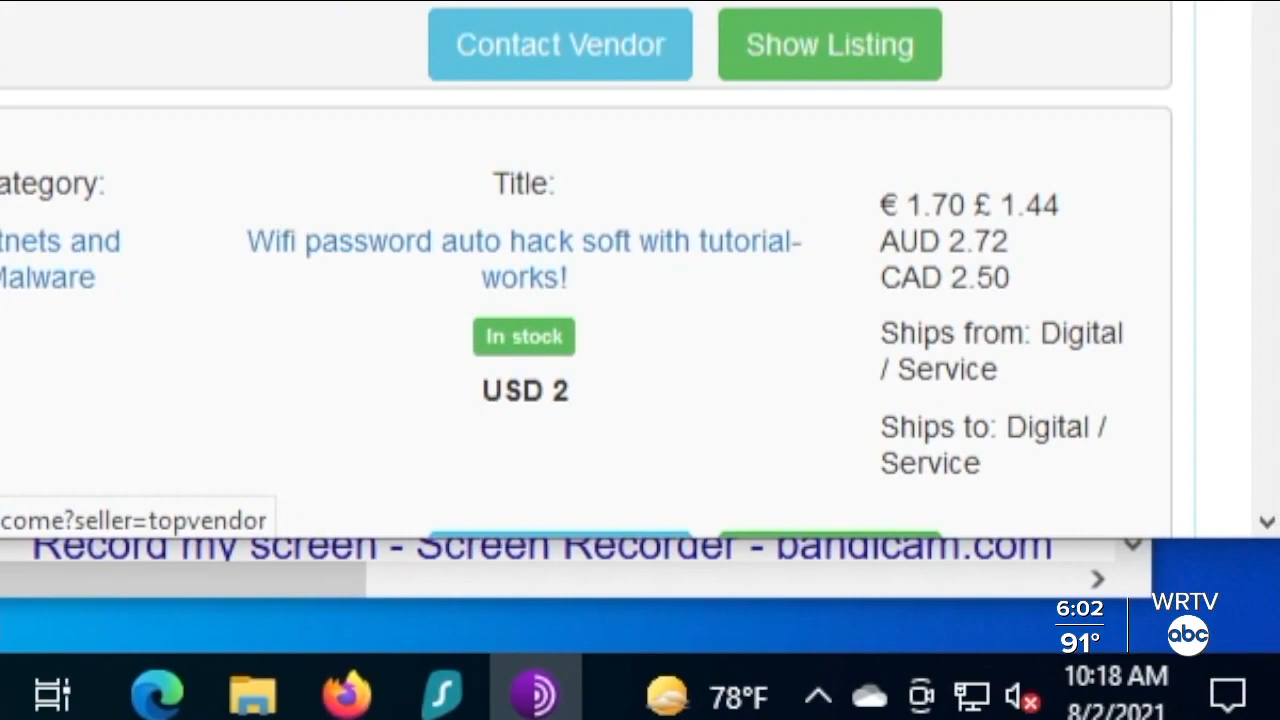 Contact Vendor
Show Listing
ategory:
Title:
€ 1.70 £ 1.44
tnets and
Wifi password auto hack soft with tutorial-
AUD 2.72
Malware
works!
CAD 2.50
In stock
Ships from: Digital
/ Service
USD 2
Ships to: Digital /
Service
come?seller=topvendor
Record my screen - Screen Recorder - bandicam.com
6:02
WRTV
91°
abc
78°F
10:18 AM
8/2/2021